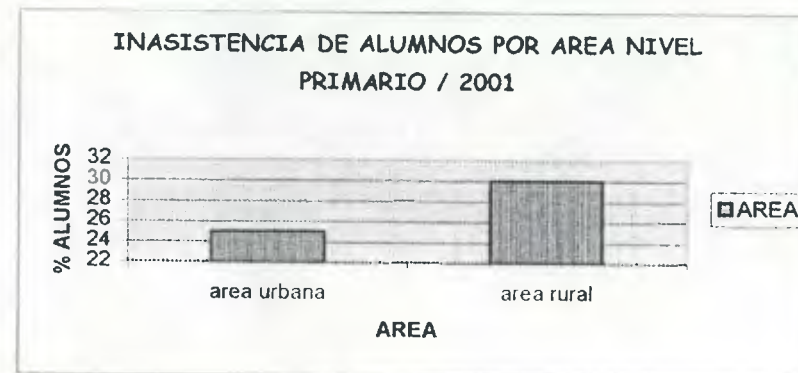 INASISTENCIA DE ALUMNOS POR AREA NIVEL
PRIMARIO / 2001
% ALUMNOS
32
30
28
26
24
22
area urbana
area rural
AREA
AREA